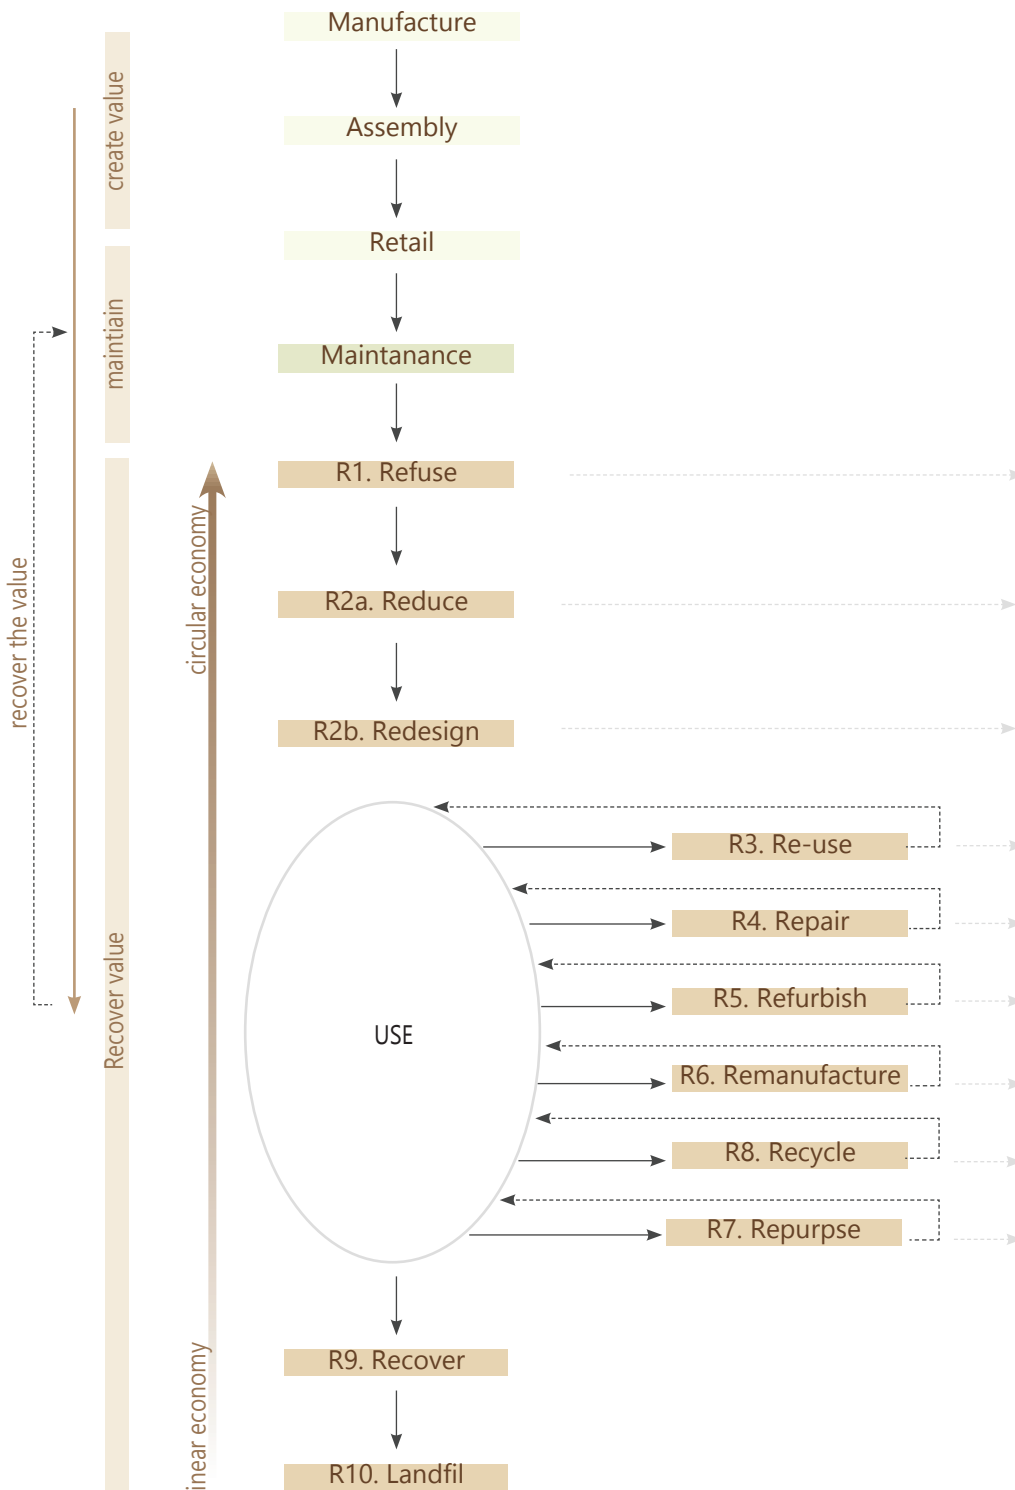 Manufacture
create value
Assembly
Retail
maintiain
Maintanance
R1. Refuse
circular economy
recover the value
R2a. Reduce
R2b. Redesign
R3. Re-use
R4. Repair
Recover value
R5. Refurbish
USE
R6. Remanufacture
R8. Recycle
R7. Repurpse
R9. Recover
inear economy
R10. Landfil